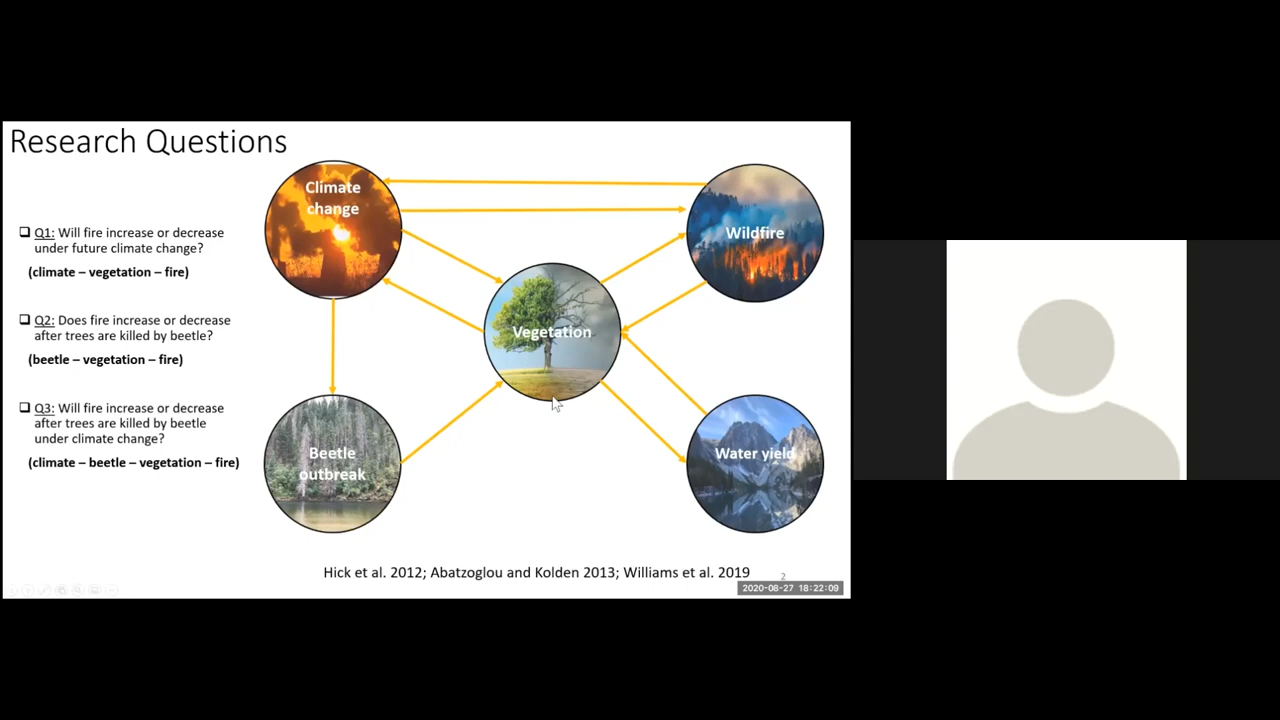 Research Questions
Climate
change
Wildfire
❑ Q1: Will fire increase or decrease
under future climate change?
(climate – vegetation – fire)
❑ Q2: Does fire increase or decrease
after trees are killed by beetle?
(beetle – vegetation – fire)
Vegetation
❑ Q3: Will fire increase or decrease
after trees are killed by beetle
under climate change?
(climate – beetle – vegetation – fire)
Beetle
outbreak
Water yield
Hick et al. 2012; Abatzoglou and Kolden 2013; Williams et al. 2019
2
2020-08-27 18:22:09